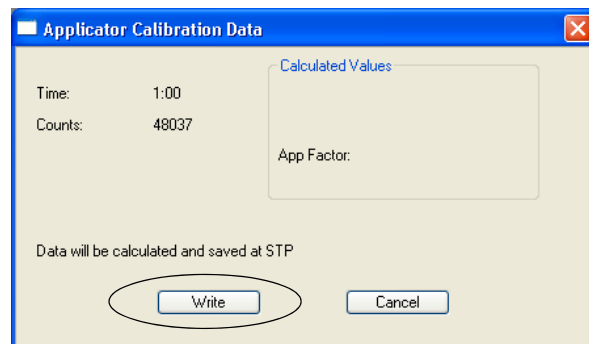 Applicator Calibration Data
Calculated Values
Time: 1:00
Counts: 48037
App Factor:
Data will be calculated and saved at STP
Write Cancel